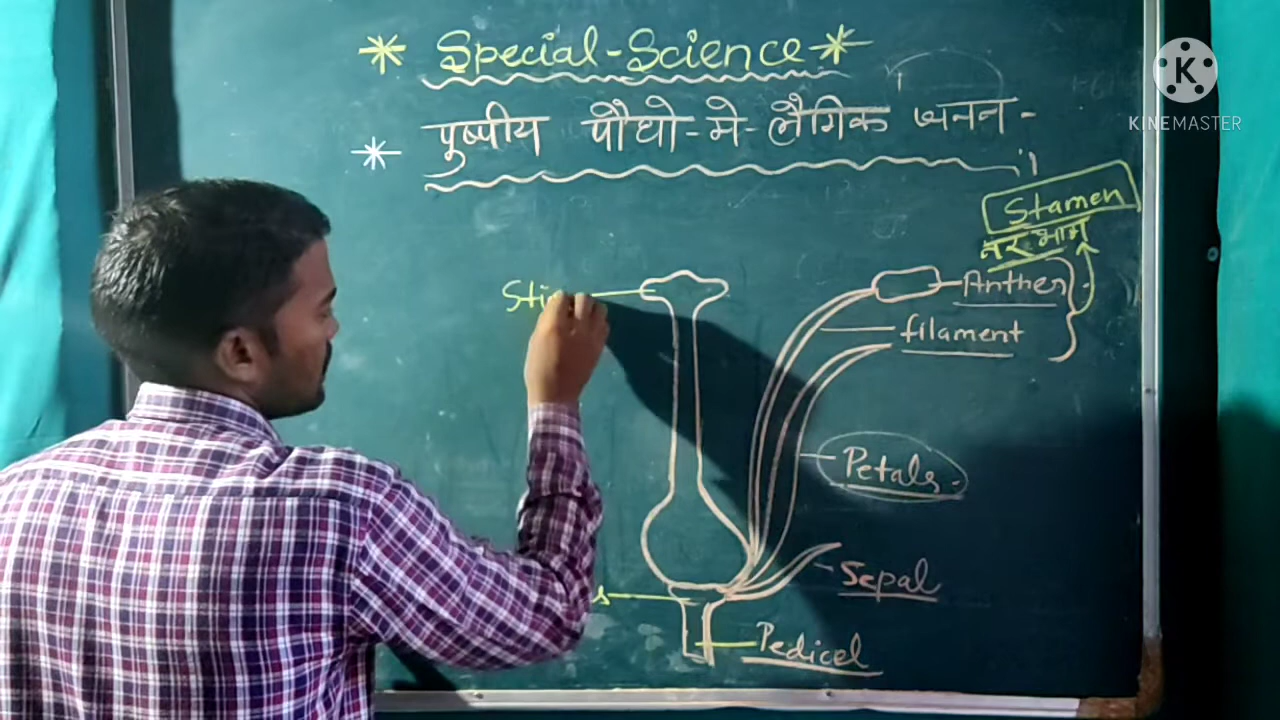 * Special-Science *
* पुष्पीय पौधो-मे-लैगिक जनन-
K
KINEMASTER
Stamen
नर भाग
Anther
filament
Petals
Sepal
Pedicel